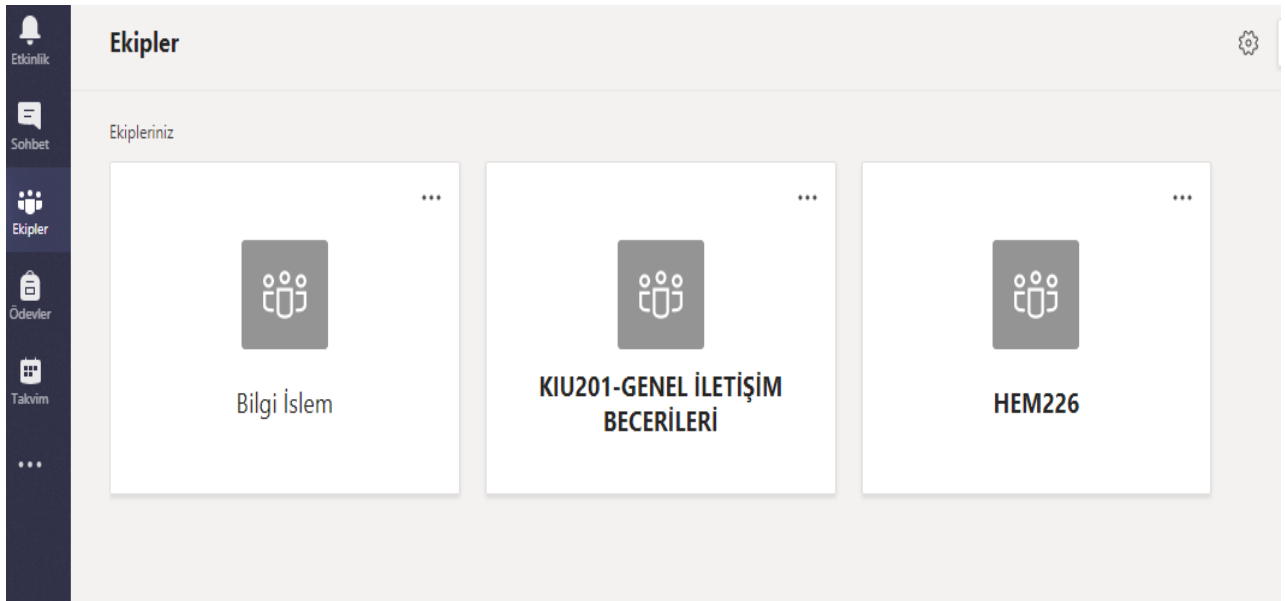 Etkinlik
Sohbet
Ekipler
Ödevler
Takvim
Ekipler
Ekipleriniz
Bilgi İslem
KIU201-GENEL İLETİŞİM
BECERİLERİ
HEM226